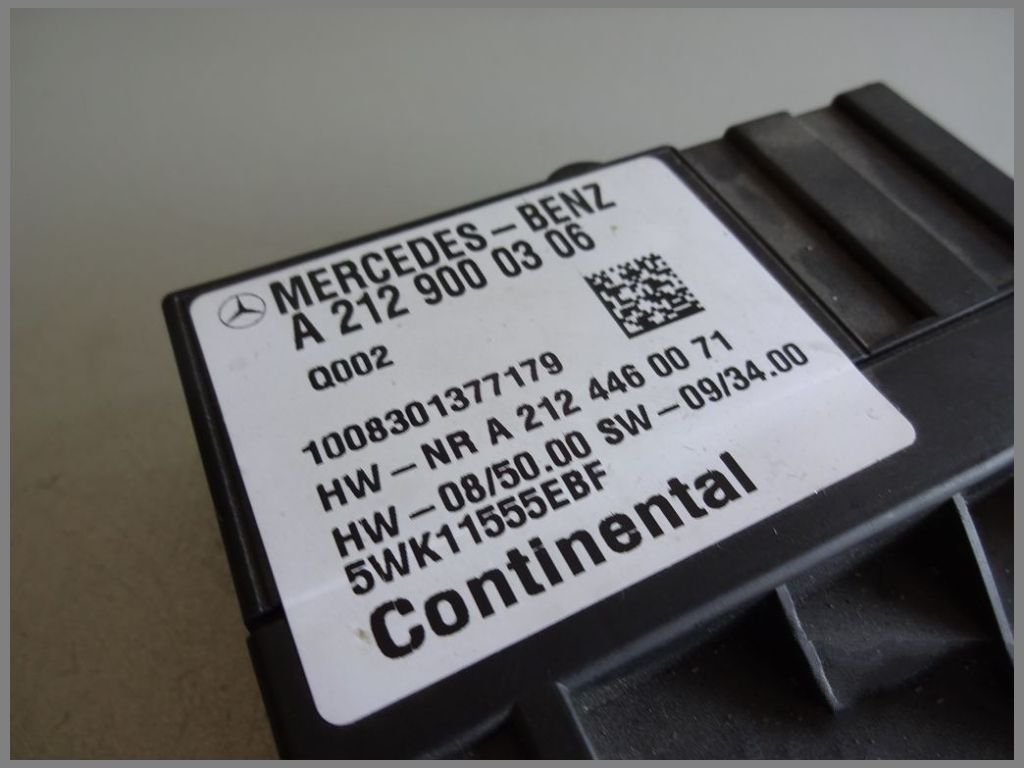 MERCEDES-BENZ
A 212 900 03 06
Q002
1008301377179
HW-NR A 212 446 00 71
HW-08/50.00 SW-09/34.00
5WK11555EBF
Continental